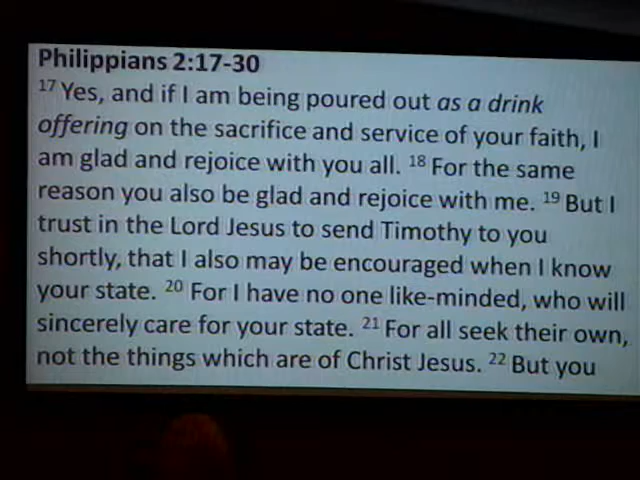 Philippians 2:17-30
17 Yes, and if I am being poured out as a drink
offering on the sacrifice and service of your faith, I
am glad and rejoice with you all. 18 For the same
reason you also be glad and rejoice with me. 19 But I
trust in the Lord Jesus to send Timothy to you
shortly, that I also may be encouraged when I know
your state. 20 For I have no one like-minded, who will
sincerely care for your state. 21 For all seek their own,
not the things which are of Christ Jesus. 22 But you